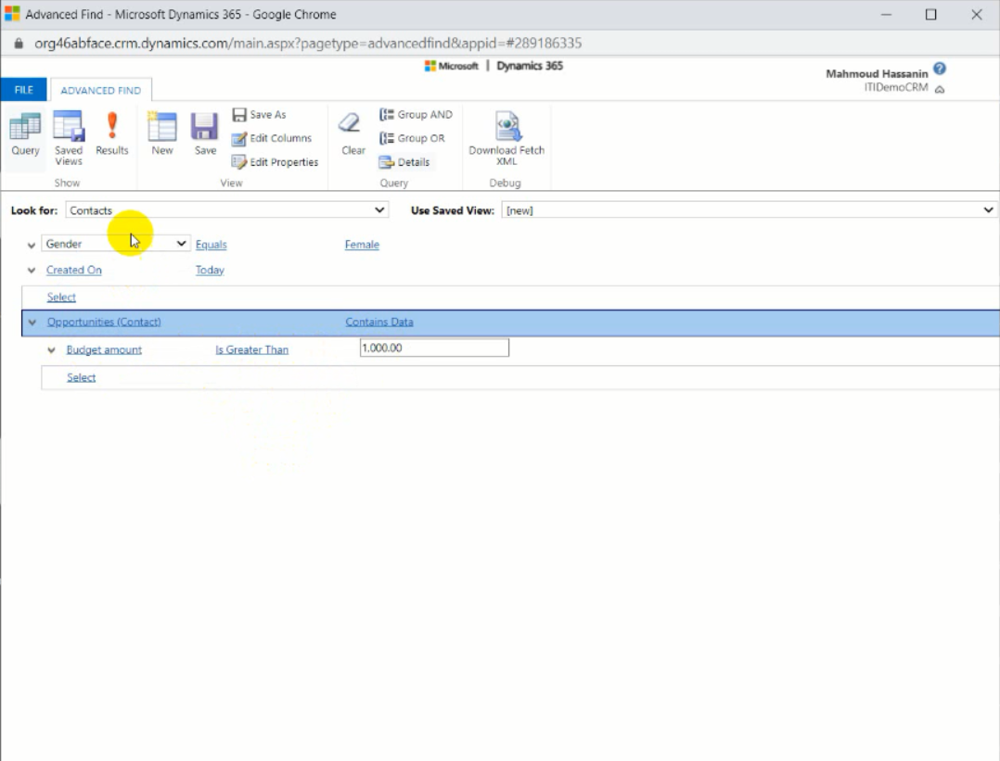 Advanced Find - Microsoft Dynamics 365 - Google Chrome
org46abface.crm.dynamics.com/main.aspx?pagetype=advancedfind&appid=#289186335
Microsoft | Dynamics 365
Mahmoud Hassanin
ITIDemoCRM
FILE ADVANCED FIND
Query
Saved Views
Results
Show
New
Save
Save As
Edit Columns
Edit Properties
View
Clear
Group AND
Group OR
Details
Query
Download Fetch XML
Debug
Look for: Contacts Use Saved View: [new]
Gender Equals Female
Created On Today
Select
Opportunities (Contact) Contains Data
Budget amount Is Greater Than 1,000.00
Select